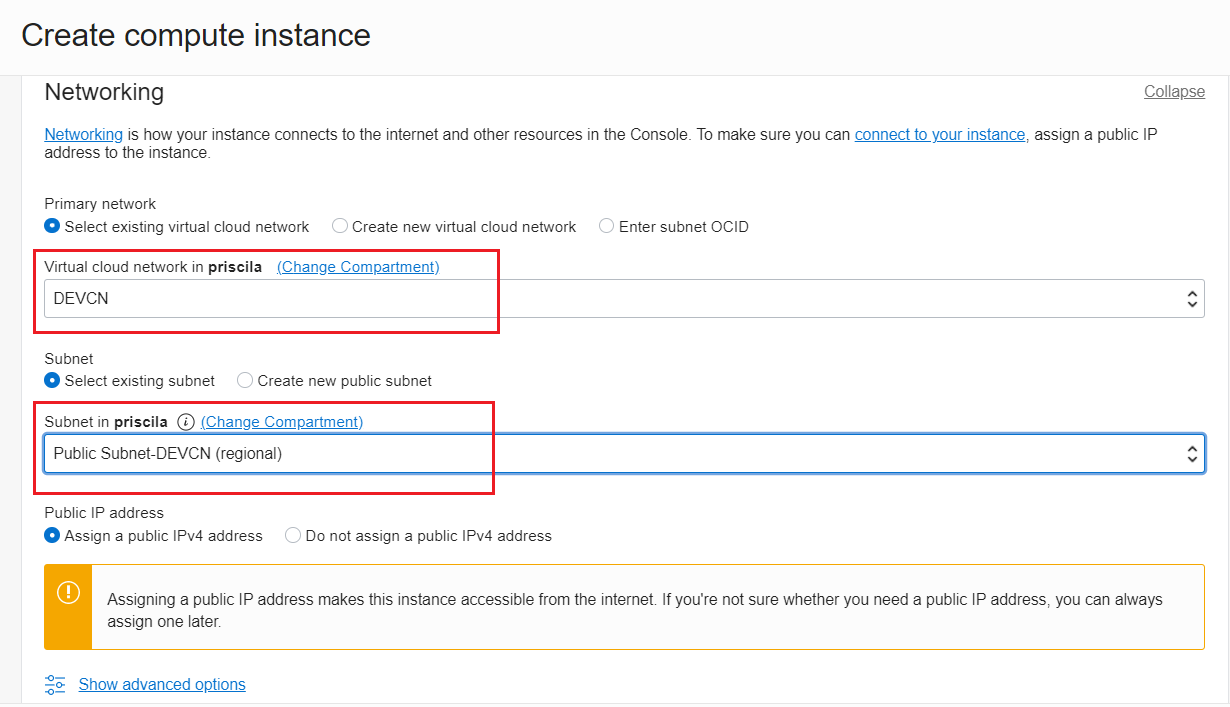 Create compute instance
Networking
Collapse
Networking is how your instance connects to the internet and other resources in the Console. To make sure you can connect to your instance, assign a public IP
address to the instance.
Primary network
Select existing virtual cloud network Create new virtual cloud network Enter subnet OCID
Virtual cloud network in priscila (Change Compartment)
DEVCN
Subnet
Select existing subnet Create new public subnet
Subnet in priscila (Change Compartment)
Public Subnet-DEVCN (regional)
Public IP address
Assign a public IPv4 address Do not assign a public IPv4 address
Assigning a public IP address makes this instance accessible from the internet. If you're not sure whether you need a public IP address, you can always
assign one later.
Show advanced options